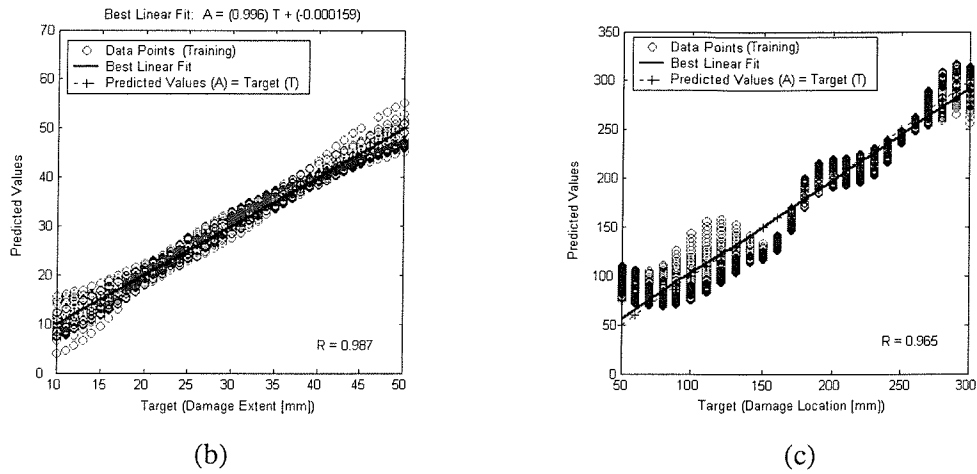 Best Linear Fit: A = (0.996) T + (-0.000159)
70
60
50
40
30
20
10
0
Data Points (Training)
Best Linear Fit
Predicted Values (A) = Target (T)
Predicted Values
R = 0.987
10 15 20 25 30 35 40 45 50
Target (Damage Extent [mm])
(b)
350
300
250
200
150
100
50
0
Data Points (Training)
Best Linear Fit
Predicted Values (A) = Target (T)
Predicted Values
R = 0.965
50 100 150 200 250 300
Target (Damage Location [mm])
(c)